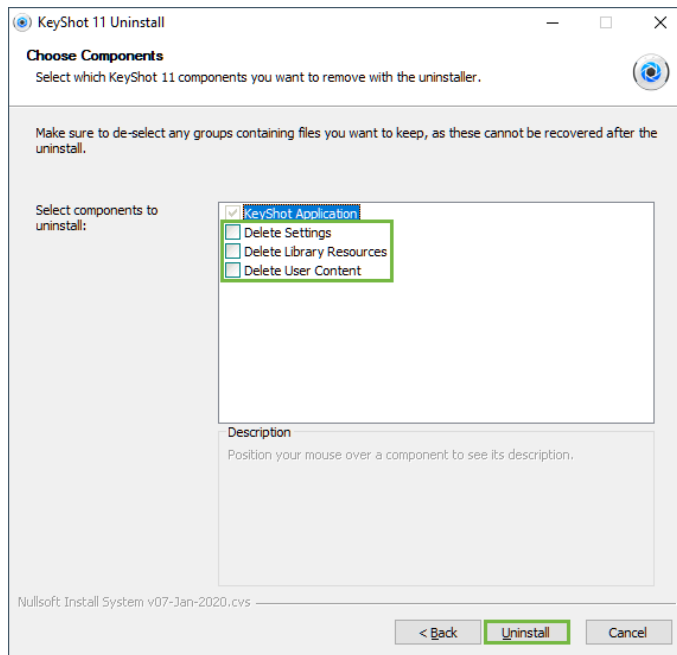 KeyShot 11 Uninstall
Choose Components
Select which KeyShot 11 components you want to remove with the uninstaller.
Make sure to de-select any groups containing files you want to keep, as these cannot be recovered after the
uninstall.
Select components to
uninstall:
KeyShot Application
Delete Settings
Delete Library Resources
Delete User Content
Description
Position your mouse over a component to see its description.
Nullsoft Install System v07-Jan-2020.cvs
< Back
Uninstall
Cancel